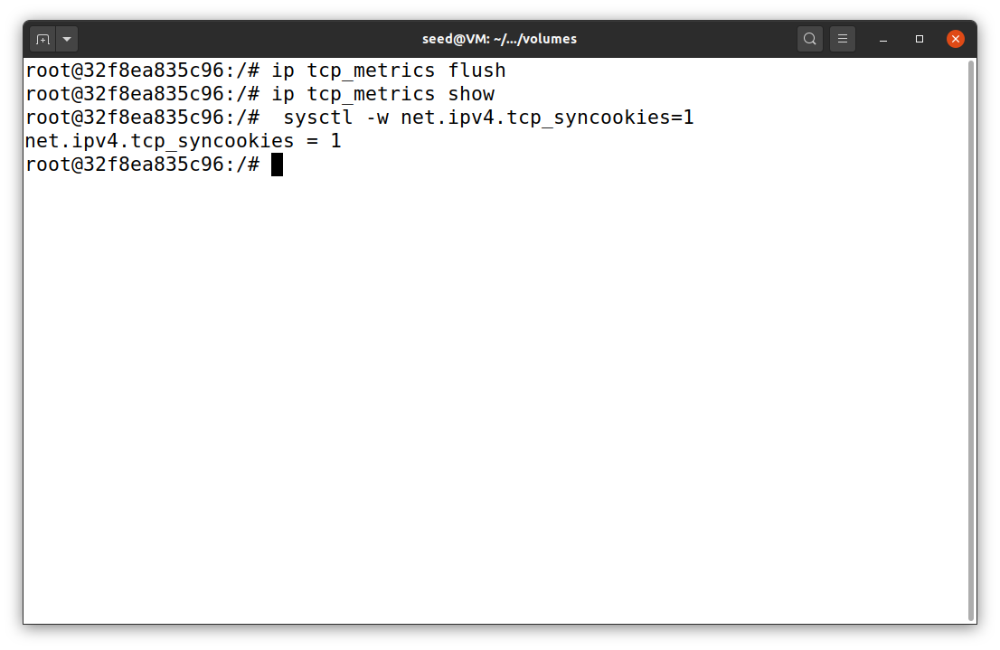 seed@VM: ~/.../volumes
root@32f8ea835c96:/# ip tcp_metrics flush
root@32f8ea835c96:/# ip tcp_metrics show
root@32f8ea835c96:/#  sysctl -w net.ipv4.tcp_syncookies=1
net.ipv4.tcp_syncookies = 1
root@32f8ea835c96:/#